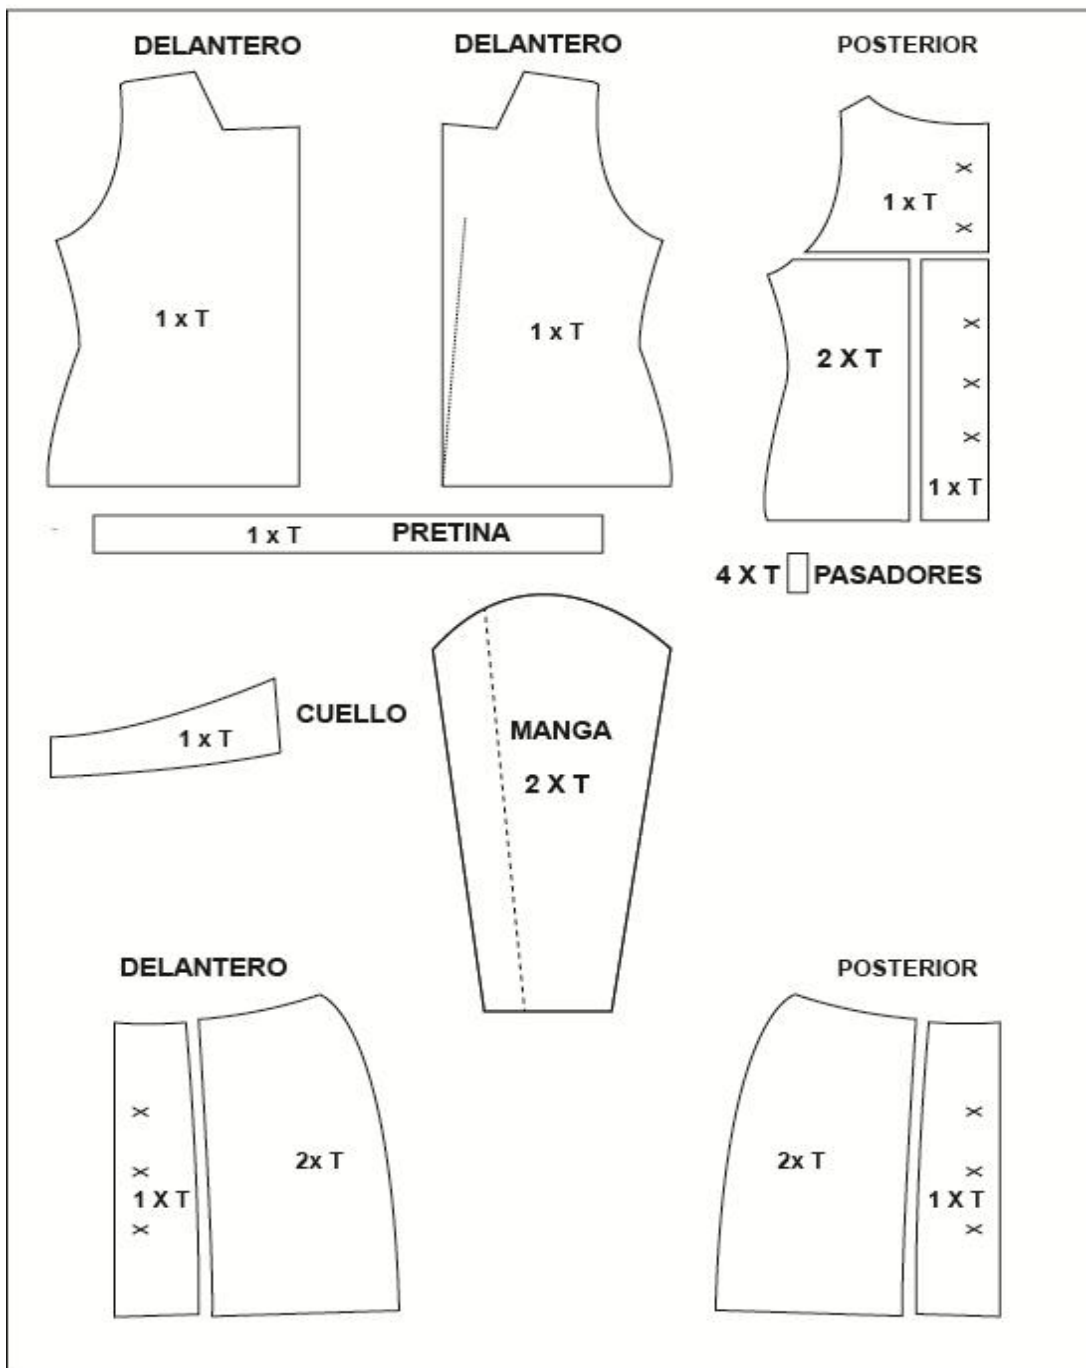 DELANTERO
DELANTERO
POSTERIOR
1 x T
1 x T
1 x T
2 X T
1 x T
1 x T PRETINA
4 X T PASADORES
CUELLO
1 x T
MANGA
2 X T
DELANTERO
POSTERIOR
1 X T
2x T
2x T
1 X T